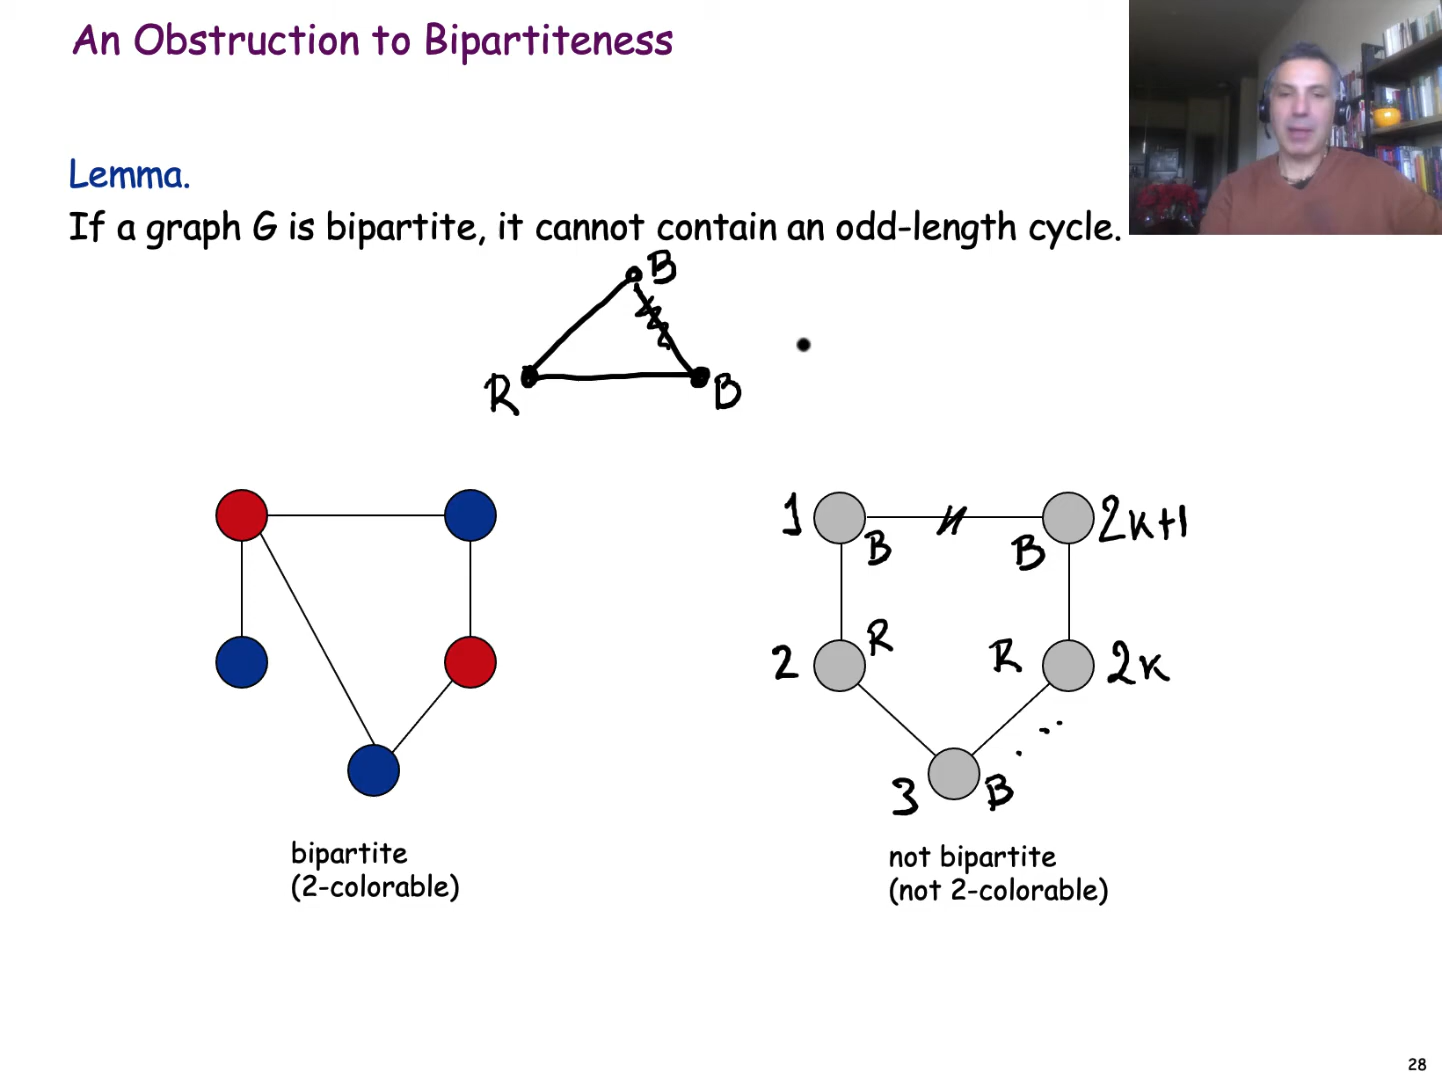 An Obstruction to Bipartiteness
Lemma.
If a graph G is bipartite, it cannot contain an odd-length cycle.
B
R
B
1
B
B
2k+1
2
R
R
2k
3
B
bipartite
(2-colorable)
not bipartite
(not 2-colorable)
28